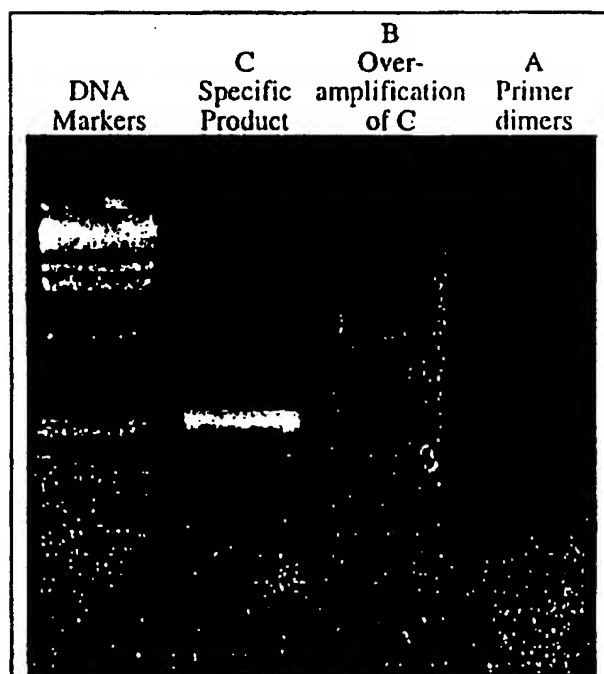 DNA
Markers
C
Specific
Product
B
Over-
amplification
of C
A
Primer
dimers